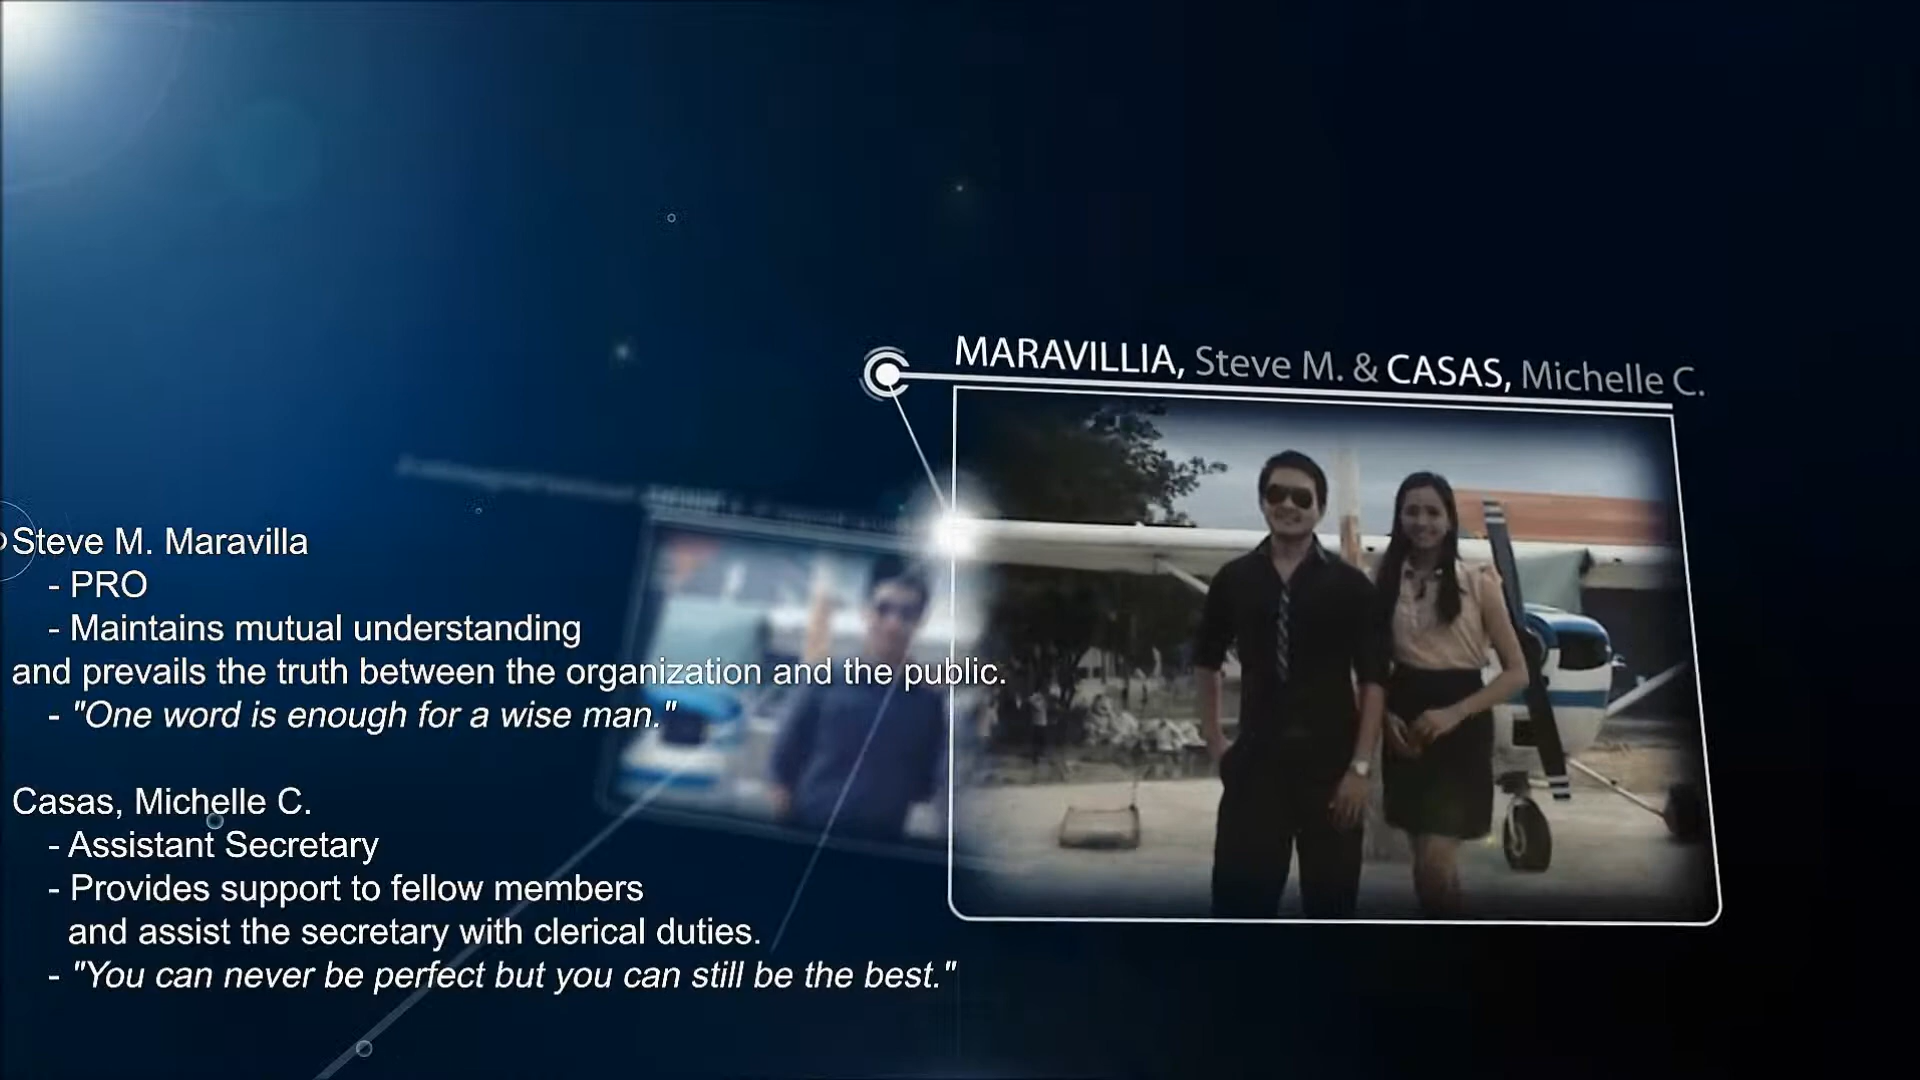 MARAVILLIA, Steve M. & CASAS, Michelle C.
Steve M. Maravilla
- PRO
- Maintains mutual understanding
and prevails the truth between the organization and the public.
- "One word is enough for a wise man."
Casas, Michelle C.
- Assistant Secretary
- Provides support to fellow members
and assist the secretary with clerical duties.
- "You can never be perfect but you can still be the best."